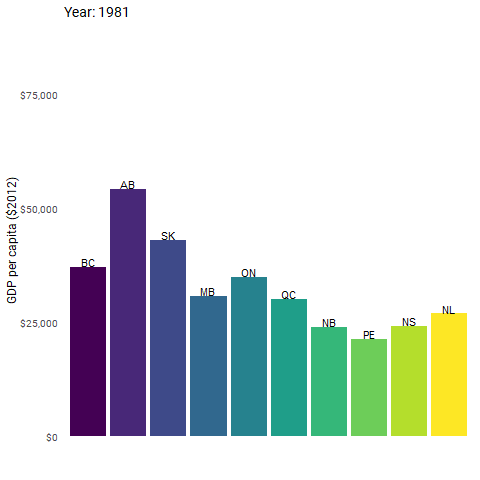 Year: 1981
$75,000
GDP per capita ($2012)
$50,000
$25,000
$0
BC
AB
SK
MB
ON
QC
NB
PE
NS
NL